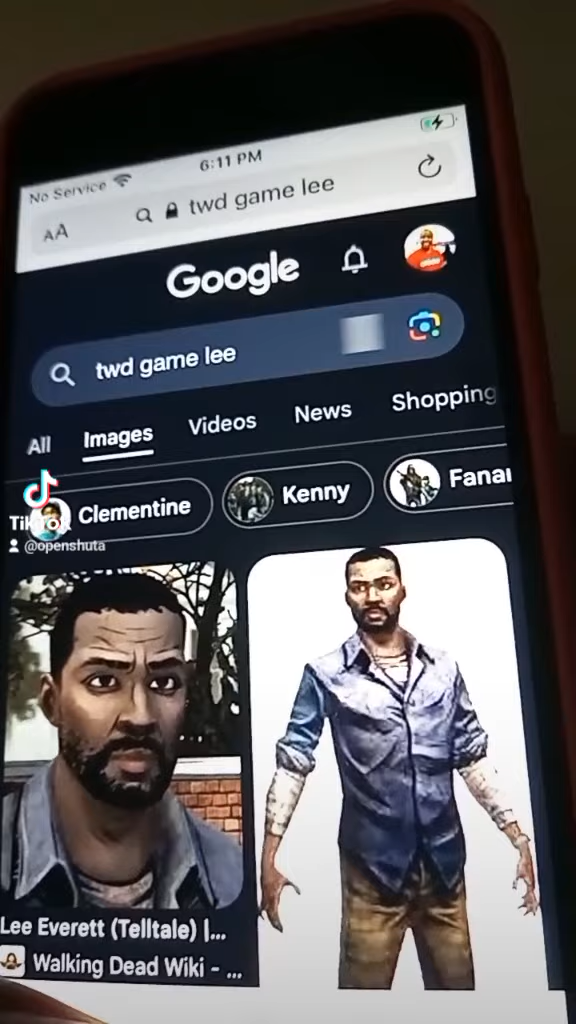 No Service 6:11 PM
AA twd game lee
Google
twd game lee
All Images Videos News Shopping
Clementine Kenny Fanar
TikTok
@openshuta
Lee Everett (Telltale) |...
Walking Dead Wiki - ...